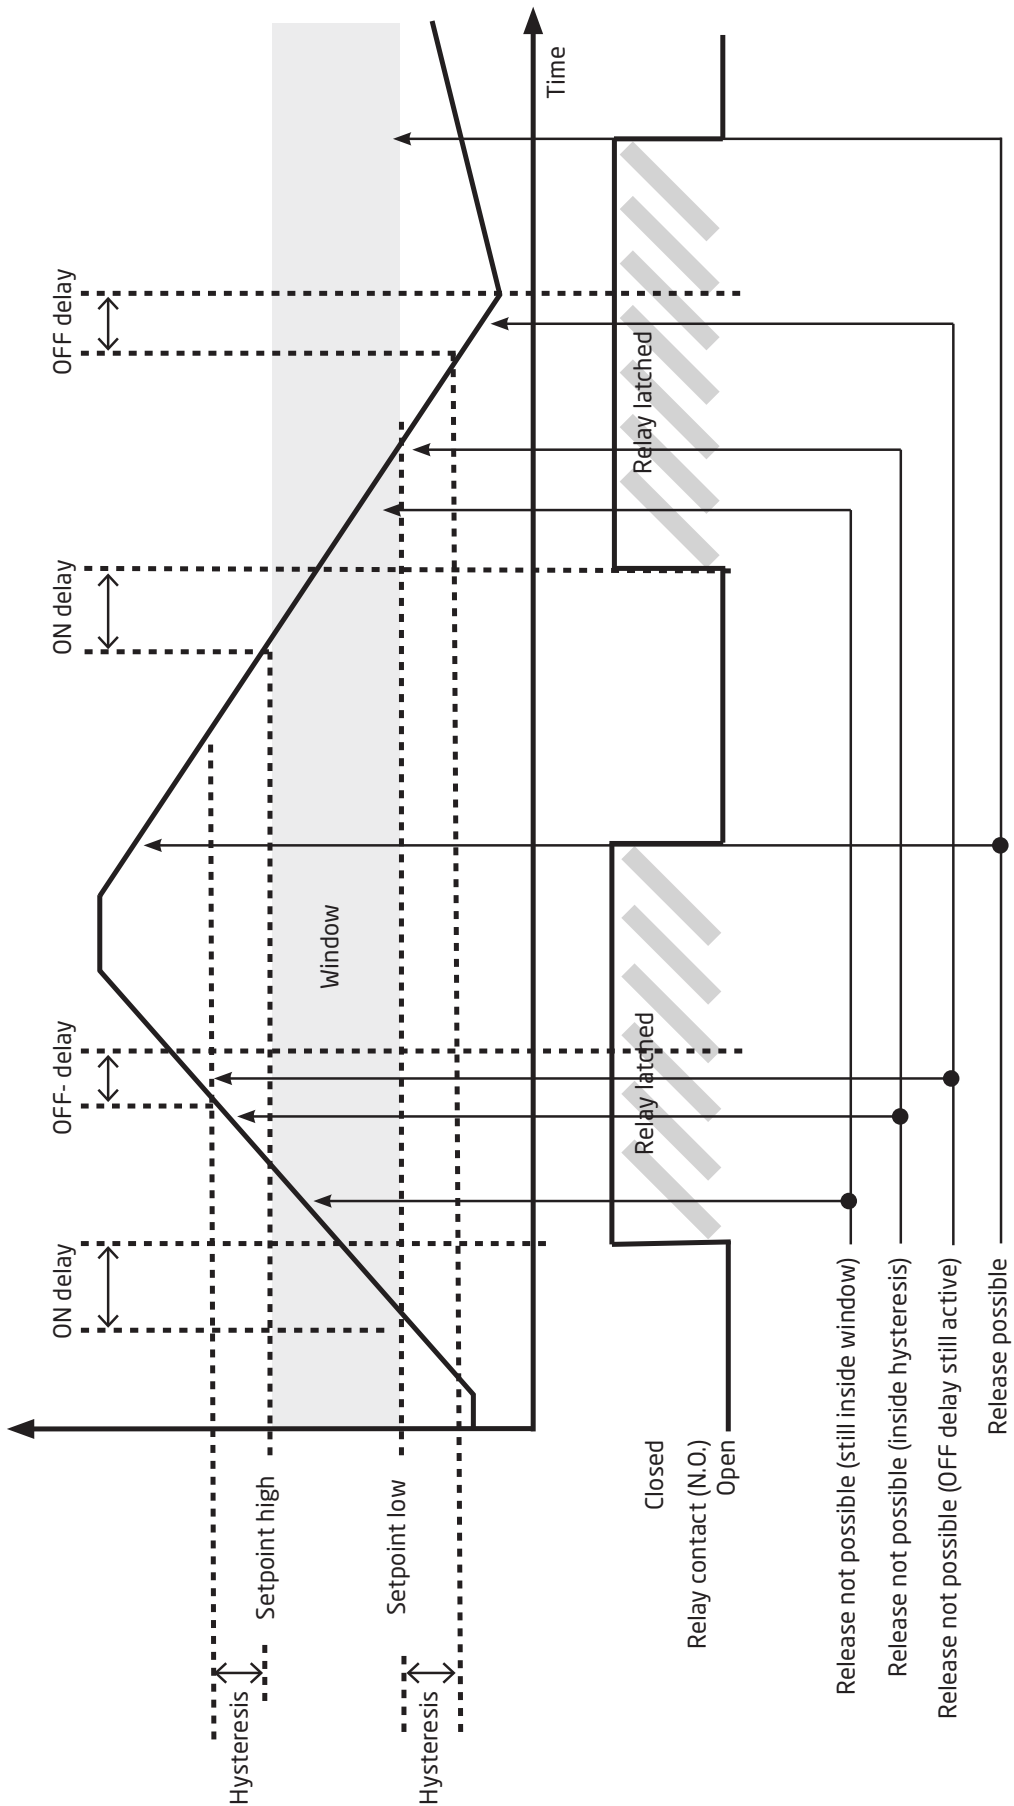 ON delay
OFF- delay
ON delay
OFF delay
Hysteresis
Setpoint high
Window
Setpoint low
Hysteresis
Time
Closed
Relay contact (N.O.)
Open
Relay latched
Relay latched
Release not possible (still inside window)
Release not possible (inside hysteresis)
Release not possible (OFF delay still active)
Release possible